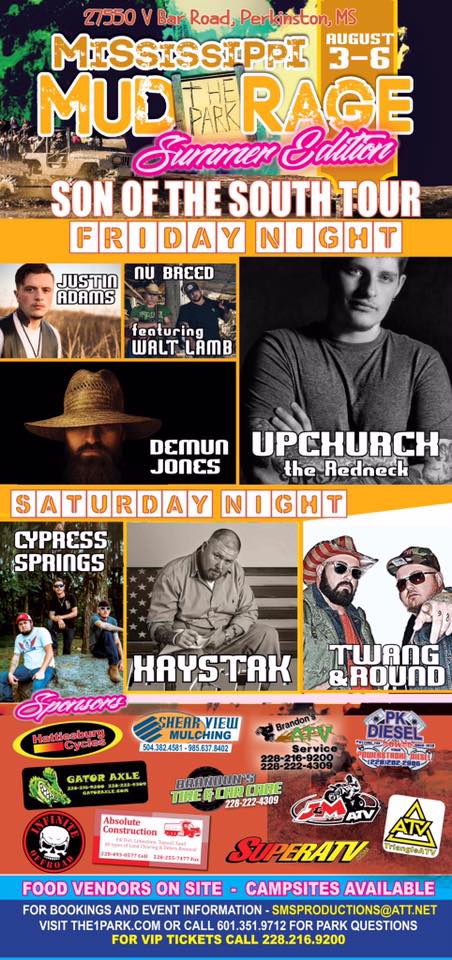 27550 V Bar Road, Perkinston, MS
MISSISSIPPI
AUGUST
3-6
MUD THE PARK RAGE
Summer Edition
SON OF THE SOUTH TOUR
FRIDAY NIGHT
JUSTIN
ADAMS
NU BREED
featuring
WALT LAMB
DEMUN
JONES
UPCHURCH
the Redneck
SATURDAY NIGHT
CYPRESS
SPRINGS
HAYSTAK
TWANG
&ROUND
Sponsors
Hattiesburg
Cycles
SHEAR VIEW
MULCHING
504.382.4581 - 985.637.8402
Brandon's
ATV
Service
228-216-9200
228-222-4309
PK
DIESEL
POWERSTROKE DIESEL
GATOR AXLE
228-216-9200 228-222-4309
GATORAXLE.COM
BRANDON'S
TIRE & CAR CARE
228-222-4309
J&M ATV
INFINITE
OFFROAD
Absolute
Construction
228-493-0577 Cell 228-255-7477 Fax
SUPERATV
ATV
TriangleATV
FOOD VENDORS ON SITE - CAMPSITES AVAILABLE
FOR BOOKINGS AND EVENT INFORMATION - SMSPRODUCTIONS@ATT.NET
VISIT THE1PARK.COM OR CALL 601.351.9712 FOR PARK QUESTIONS
FOR VIP TICKETS CALL 228.216.9200